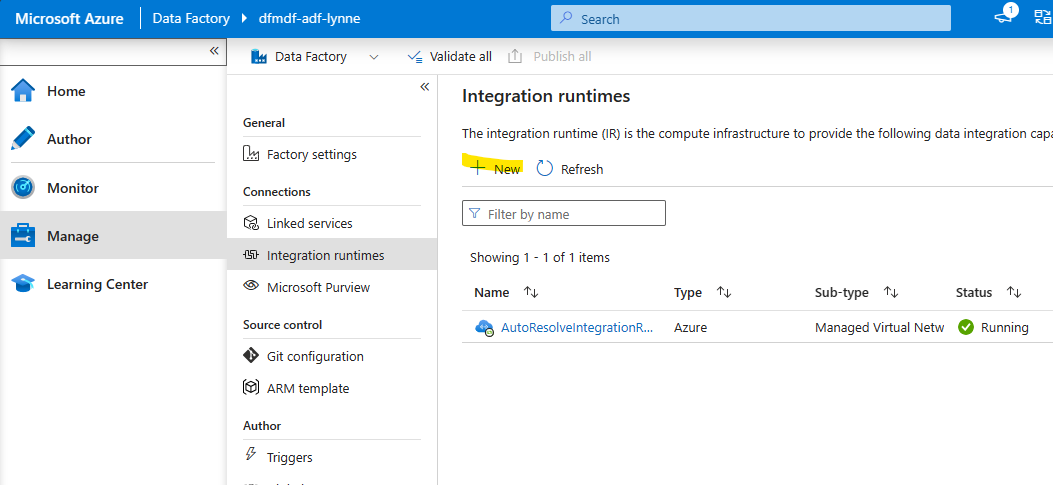 Microsoft Azure Data Factory dfmdf-adf-lynne Search 1
Data Factory Validate all Publish all
Home
Author
Monitor
Manage
Learning Center
General
Factory settings
Connections
Linked services
Integration runtimes
Microsoft Purview
Source control
Git configuration
ARM template
Author
Triggers
Integration runtimes
The integration runtime (IR) is the compute infrastructure to provide the following data integration capa
New Refresh
Filter by name
Showing 1 - 1 of 1 items
Name Type Sub-type Status
AutoResolveIntegrationR... Azure Managed Virtual Netw Running